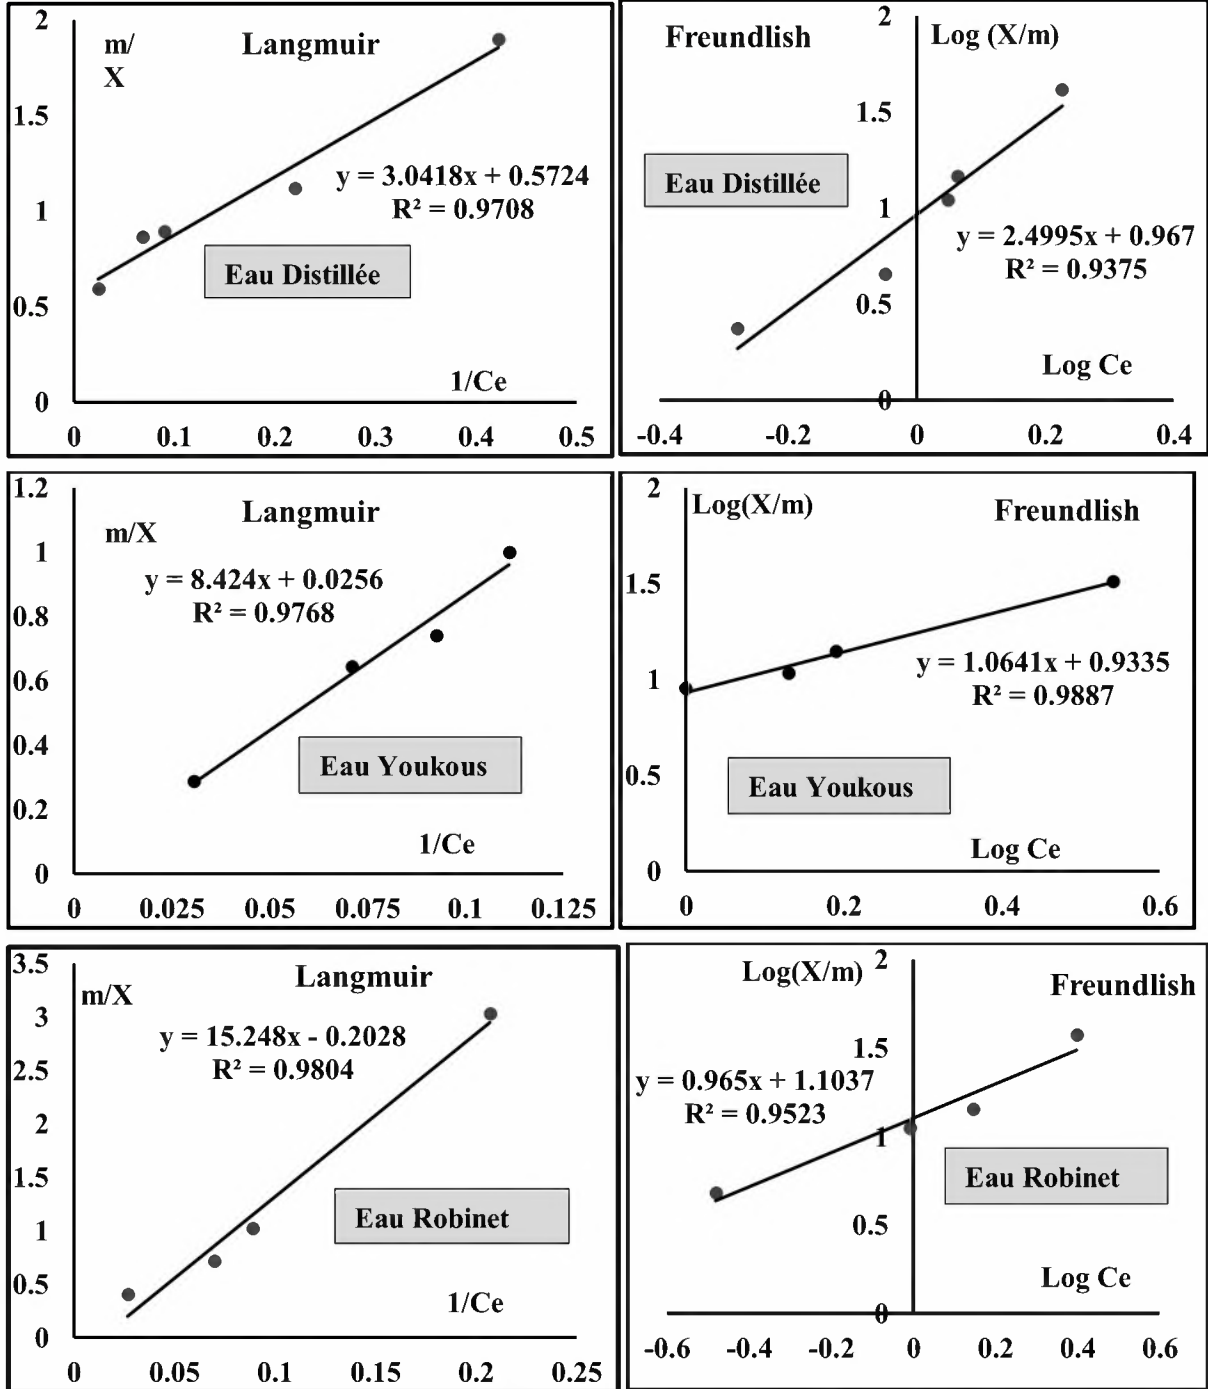 2
m/
X
Langmuir
1.5
y = 3.0418x + 0.5724
R² = 0.9708
1
Eau Distillée
0.5
1/Ce
0
0 0.1 0.2 0.3 0.4 0.5
Freundlish
2
Log (X/m)
1.5
Eau Distillée
1
y = 2.4995x + 0.967
R² = 0.9375
0.5
Log Ce
0
-0.4 -0.2 0 0.2 0.4
1.2
Langmuir
m/X
1
y = 8.424x + 0.0256
R² = 0.9768
0.8
0.6
Eau Youkous
0.4
0.2
1/Ce
0
0 0.025 0.05 0.075 0.1 0.125
2
Log(X/m)
Freundlish
1.5
1
y = 1.0641x + 0.9335
R² = 0.9887
Eau Youkous
0.5
Log Ce
0
0 0.2 0.4 0.6
3.5
Langmuir
m/X
3
y = 15.248x - 0.2028
R² = 0.9804
2.5
2
1.5
Eau Robinet
1
0.5
1/Ce
0
0 0.05 0.1 0.15 0.2 0.25
2
Log(X/m)
Freundlish
1.5
y = 0.965x + 1.1037
R² = 0.9523
1
Eau Robinet
0.5
Log Ce
0
-0.6 -0.4 -0.2 0 0.2 0.4 0.6